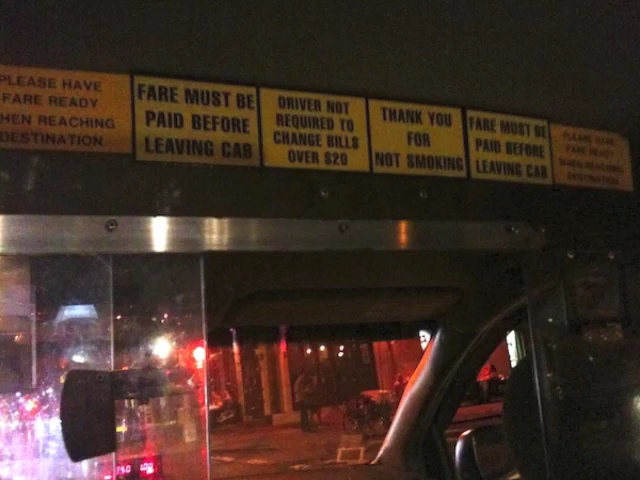 PLEASE HAVE
FARE READY
HEN REACHING
DESTINATION
FARE MUST BE
PAID BEFORE
LEAVING CAB
DRIVER NOT
REQUIRED TO
CHANGE BILLS
OVER $20
THANK YOU
FOR
NOT SMOKING
FARE MUST BE
PAID BEFORE
LEAVING CAB
PLEASE HAVE
FARE READY
WHEN REACHING
DESTINATION